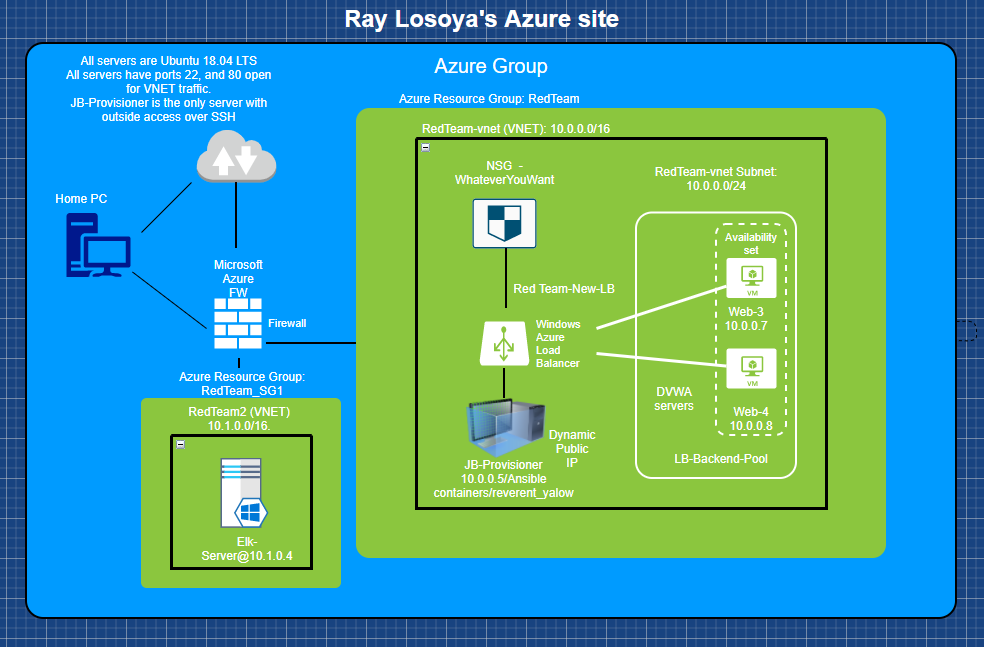 Ray Losoya's Azure site
All servers are Ubuntu 18.04 LTS
All servers have ports 22, and 80 open
for VNET traffic.
JB-Provisioner is the only server with
outside access over SSH
Azure Group
Azure Resource Group: RedTeam
RedTeam-vnet (VNET): 10.0.0.0/16
NSG -
WhateverYouWant
RedTeam-vnet Subnet:
10.0.0.0/24
Home PC
Availability
set
VM
Web-3
10.0.0.7
Microsoft
Azure
FW
Firewall
Red Team-New-LB
Windows
Azure
Load
Balancer
VM
Web-4
10.0.0.8
DVWA
servers
LB-Backend-Pool
Azure Resource Group:
RedTeam_SG1
RedTeam2 (VNET)
10.1.0.0/16.
Elk-
Server@10.1.0.4
Dynamic
Public
IP
JB-Provisioner
10.0.0.5/Ansible
containers/reverent_yalow